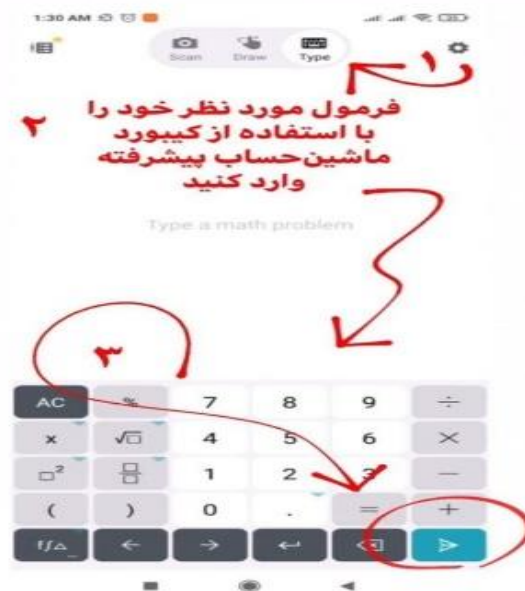 1:30 AM
Scan Draw Type
۱
۲
فرمول مورد نظر خود را
با استفاده از کیبورد
ماشین‌حساب پیشرفته
وارد کنید
Type a math problem
۳
AC % 7 8 9 ÷
x √□ 4 5 6 ×
□² □/□ 1 2 3 −
( ) 0 . = +
f∫△ ← → ↵